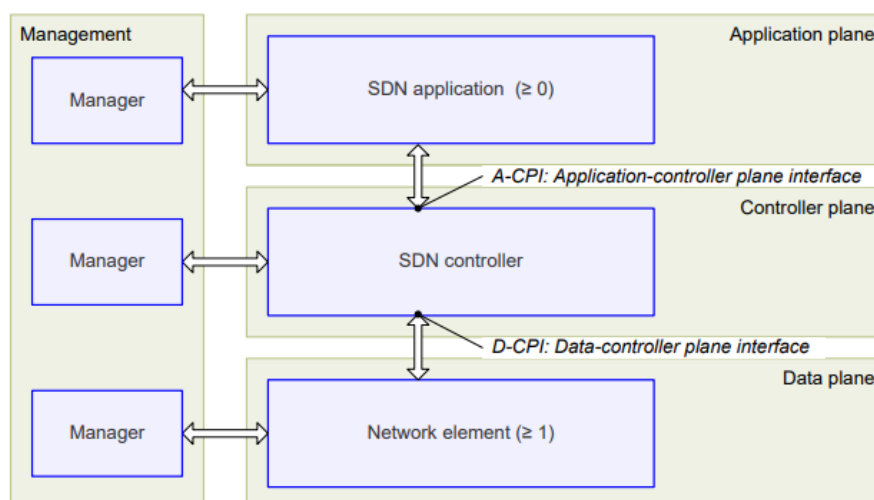 Management
Application plane
Manager
SDN application (≥ 0)
A-CPI: Application-controller plane interface
Controller plane
Manager
SDN controller
D-CPI: Data-controller plane interface
Data plane
Manager
Network element (≥ 1)